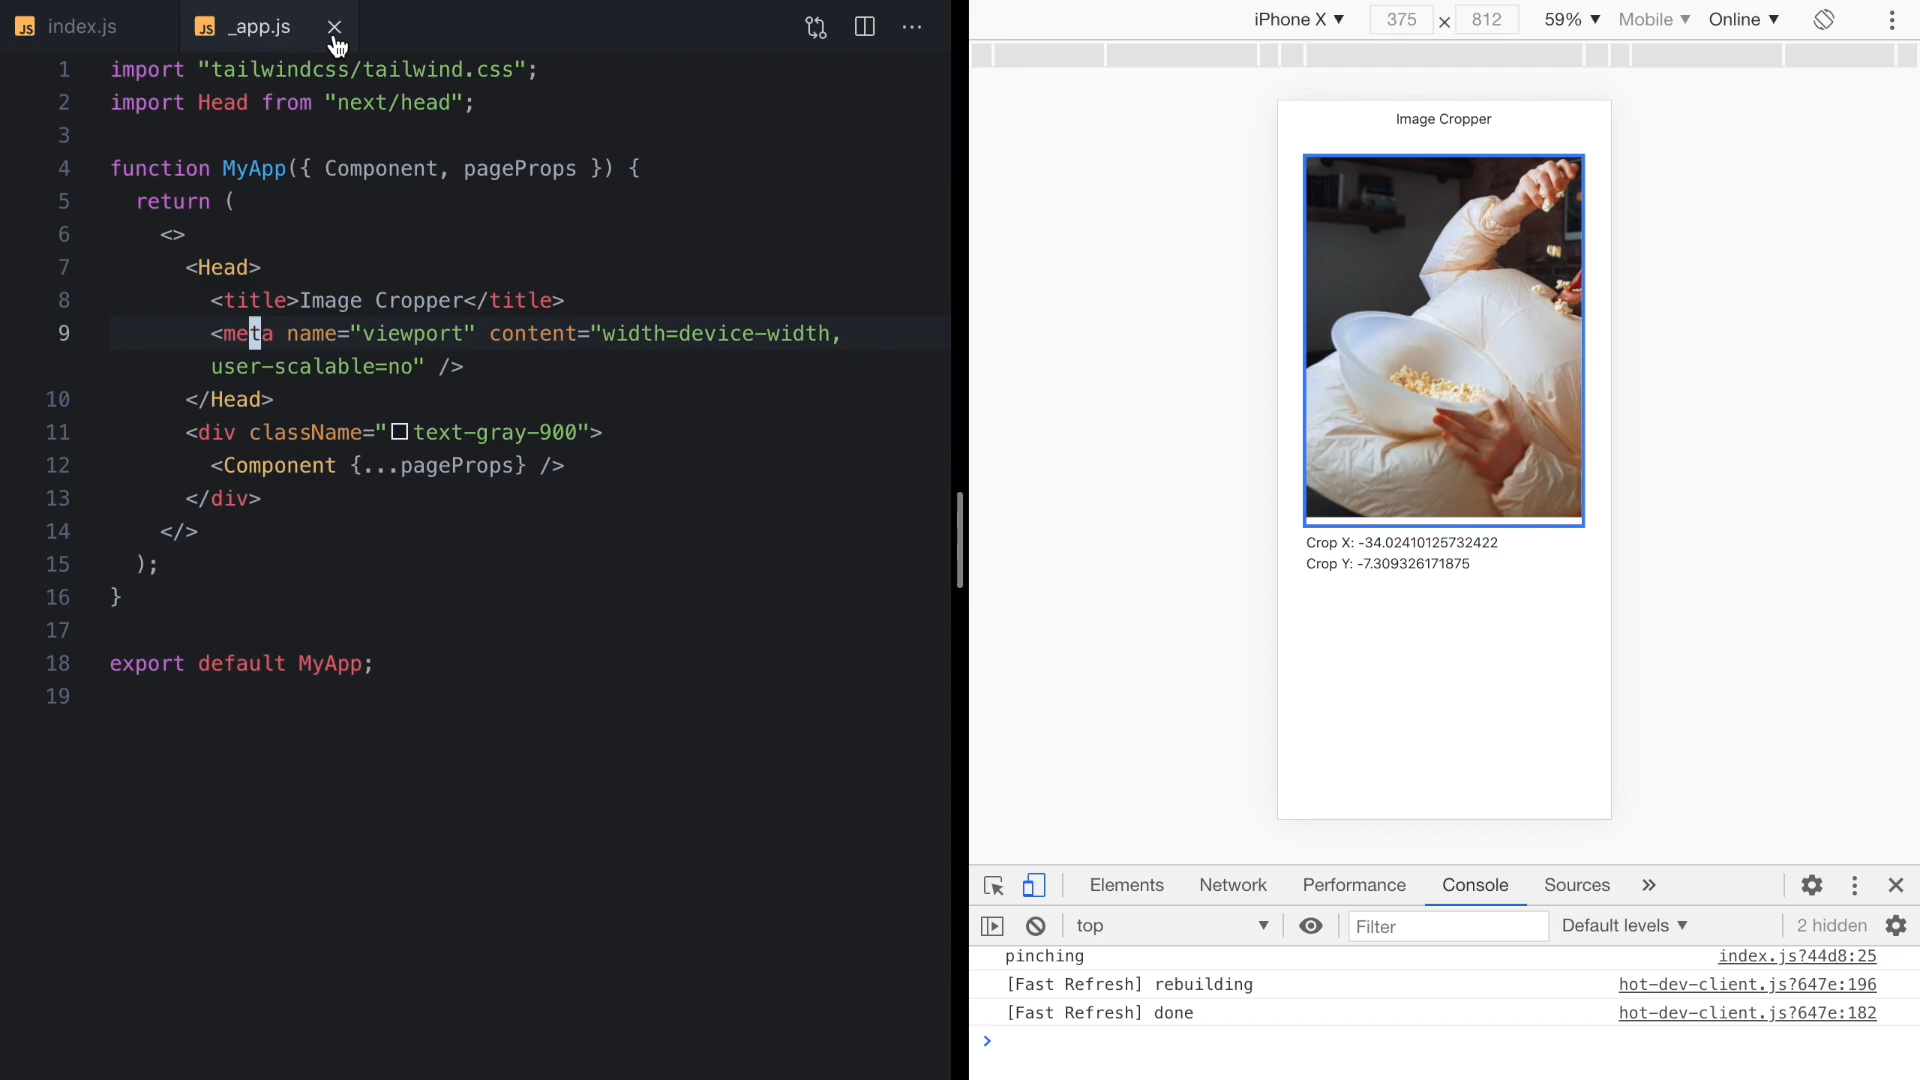 index.js
_app.js
1 import "tailwindcss/tailwind.css";
2 import Head from "next/head";
3
4 function MyApp({ Component, pageProps }) {
5 return (
6 <>
7 <Head>
8 <title>Image Cropper</title>
9 <meta name="viewport" content="width=device-width,
user-scalable=no" />
10 </Head>
11 <div className="text-gray-900">
12 <Component {...pageProps} />
13 </div>
14 </>
15 );
16 }
17
18 export default MyApp;
19
iPhone X 375 × 812 59% Mobile Online
Image Cropper
Crop X: -34.02410125732422
Crop Y: -7.309326171875
Elements Network Performance Console Sources
top Filter Default levels 2 hidden
pinching index.js?44d8:25
[Fast Refresh] rebuilding hot-dev-client.js?647e:196
[Fast Refresh] done hot-dev-client.js?647e:182